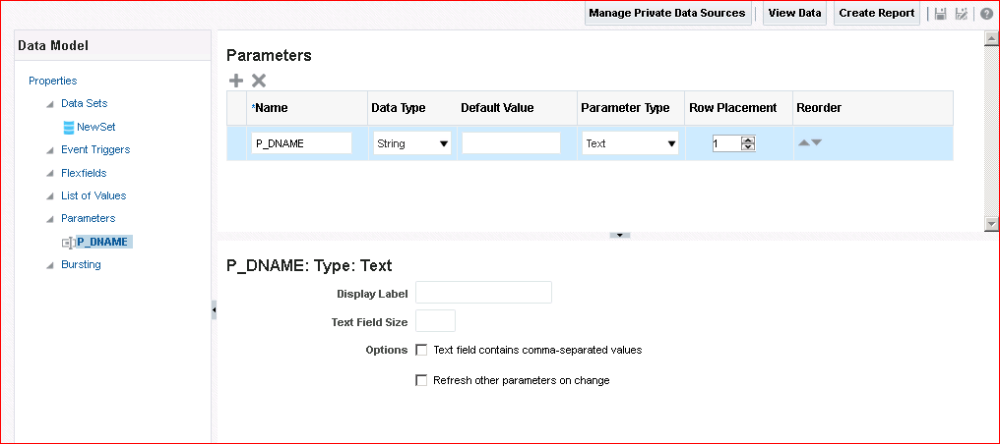 Manage Private Data Sources View Data Create Report
Data Model
Properties
Data Sets
NewSet
Event Triggers
Flexfields
List of Values
Parameters
P_DNAME
Bursting
Parameters
*Name Data Type Default Value Parameter Type Row Placement Reorder
P_DNAME String Text 1
P_DNAME: Type: Text
Display Label
Text Field Size
Options Text field contains comma-separated values
Refresh other parameters on change